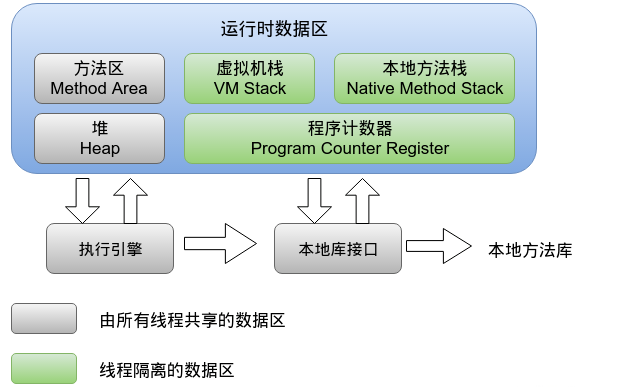 运行时数据区
方法区
Method Area
虚拟机栈
VM Stack
本地方法栈
Native Method Stack
堆
Heap
程序计数器
Program Counter Register
执行引擎
本地库接口
本地方法库
由所有线程共享的数据区
线程隔离的数据区